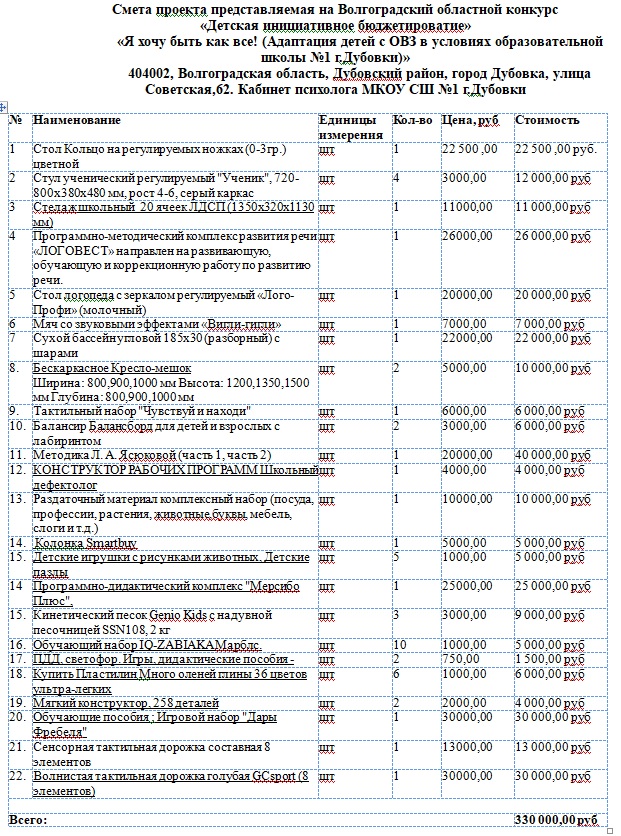 Смета проекта представляемая на Волгоградский областной конкурс
«Детская инишиативное бюджетироватие»
«Я хочу быть как все! (Адаптация детей с ОВЗ в условиях образовательной
школы №1 г.Дубовки)»
404002, Волгоградская область, Дубовский район, город Дубовка, улица
Советская,62. Кабинет психолога МКОУ СШ №1 г.Дубовки
№ Наименование Единицы измерения Кол-во Цена, руб Стоимость
1 Стол Кольцо на регулируемых ножках (0-3гр.) шт 1 22 500 ,00 22 500 ,00 руб.
цветной
2 Стул ученический регулируемый "Ученик", 720- шт 4 3000,00 12 000,00 руб
800х380х480 мм, рост 4-6, серый каркас
3 Стелаж школьный 20 ячеек ЛДСП (1350х320х1130 шт 1 11000,00 11 000,00 руб
мм)
4 Программно-методический комплекс развития речи шт 1 26000,00 26 000,00 руб
«ЛОГОВЕСТ» направлен на развивающую,
обучающую и коррекционную работу по развитию
речи.
5 Стол логопеда с зеркалом регулируемый «Лого- шт 1 20000,00 20 000,00 руб
Профи» (молочный)
6 Мяч со звуковыми эффектами «Вигли-гигли» шт 1 7000,00 7 000,00 руб
7 Сухой бассейн угловой 185х30 (разборный) с шт 1 22000,00 22 000,00 руб
шарами
8. Бескаркасное Кресло-мешок шт 2 5000,00 10 000,00 руб
Ширина: 800,900,1000 мм Высота: 1200,1350,1500
мм Глубина: 800,900,1000 мм
9. Тактильный набор "Чувствуй и находи" шт 1 6000,00 6 000,00 руб
10. Балансир Балансборд для детей и взрослых с шт 2 3000,00 6 000,00 руб
лабиринтом
11. Методика Л. А. Ясюковой (часть 1, часть 2) шт 1 20000,00 40 000,00 руб
12. КОНСТРУКТОР РАБОЧИХ ПРОГРАММ Школьный шт 1 4000,00 4 000,00 руб
дефектолог
13. Раздаточный материал комплексный набор (посуда, шт 1 10000,00 10 000,00 руб
профессии, растения, животные,буквы, мебель,
слоги и т.д.)
14. Колонка Smartbuy шт 1 5000,00 5 000,00 руб
15. Детские игрушки с рисунками животных, Детские шт 5 1000,00 5 000,00 руб
пазлы
14 Программно-дидактический комплекс "Мерсибо шт 1 25000,00 25 000,00 руб
Плюс",
15. Кинетический песок Genio Kids с надувной шт 3 3000,00 9 000,00 руб
песочницей SSN108, 2 кг
16. Обучающий набор IQ-ZABIAKA Марблс. шт 10 1000,00 5 000,00 руб
17. ПДД, светофор. Игры, дидактические пособия - шт 2 750,00 1 500,00 руб
18. Купить Пластилин Много оленей глины 36 цветов шт 6 1000,00 6 000,00 руб
ультра-легких
19. Мягкий конструктор, 258 деталей шт 2 2000,00 4 000,00 руб
20. Обучающие пособия ; Игровой набор "Дары шт 1 30000,00 30 000,00 руб
Фребеля"
21. Сенсорная тактильная дорожка составная 8 шт 1 13000,00 13 000,00 руб
элементов
22. Волнистая тактильная дорожка голубая GCsport (8 шт 1 30000,00 30 000,00 руб
элементов)
Всего: 330 000,00 руб